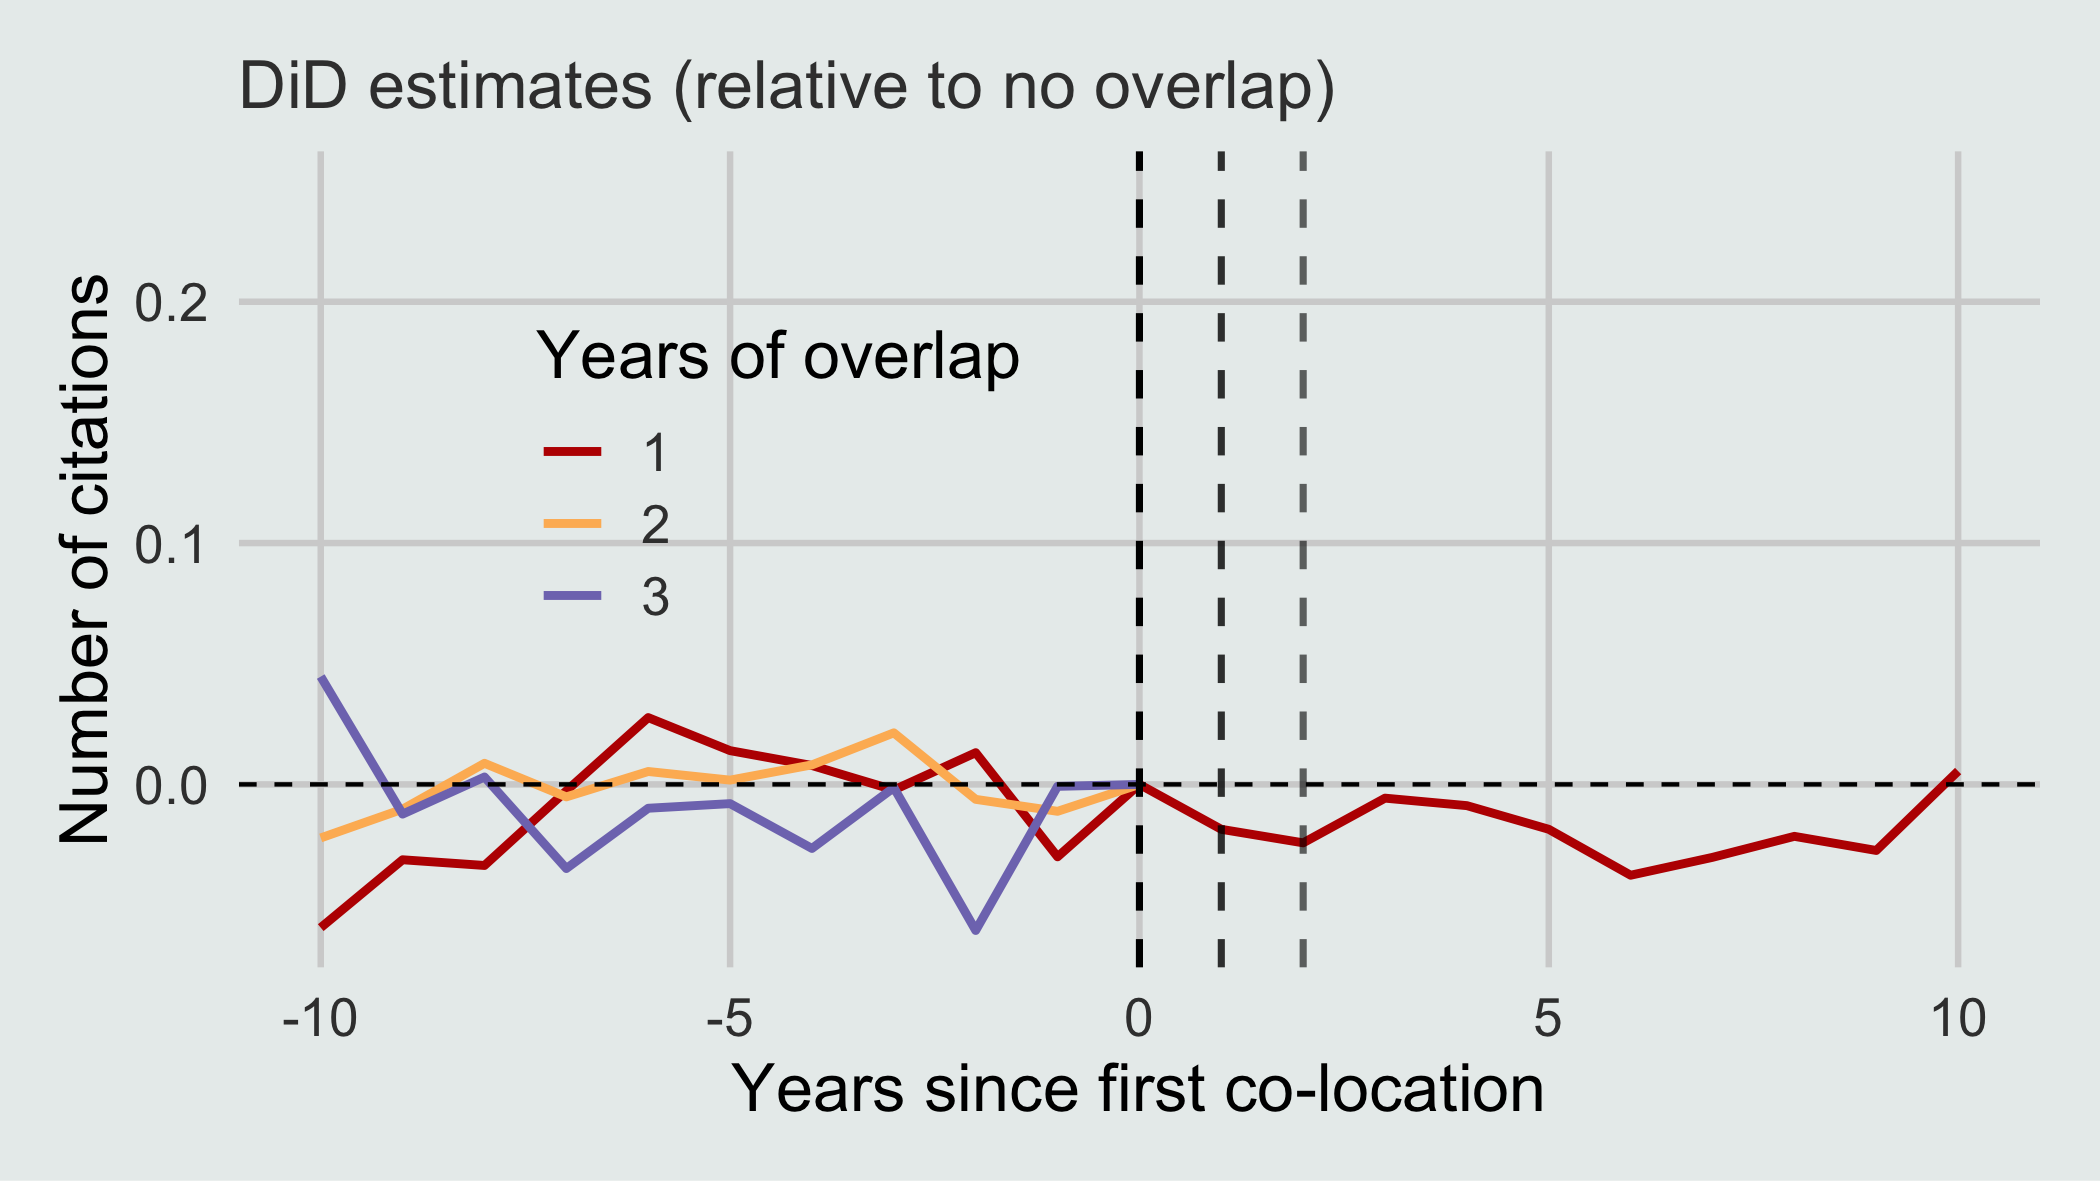 DiD estimates (relative to no overlap)
Number of citations
0.2
0.1
0.0
Years of overlap
1
2
3
-10 -5 0 5 10
Years since first co-location